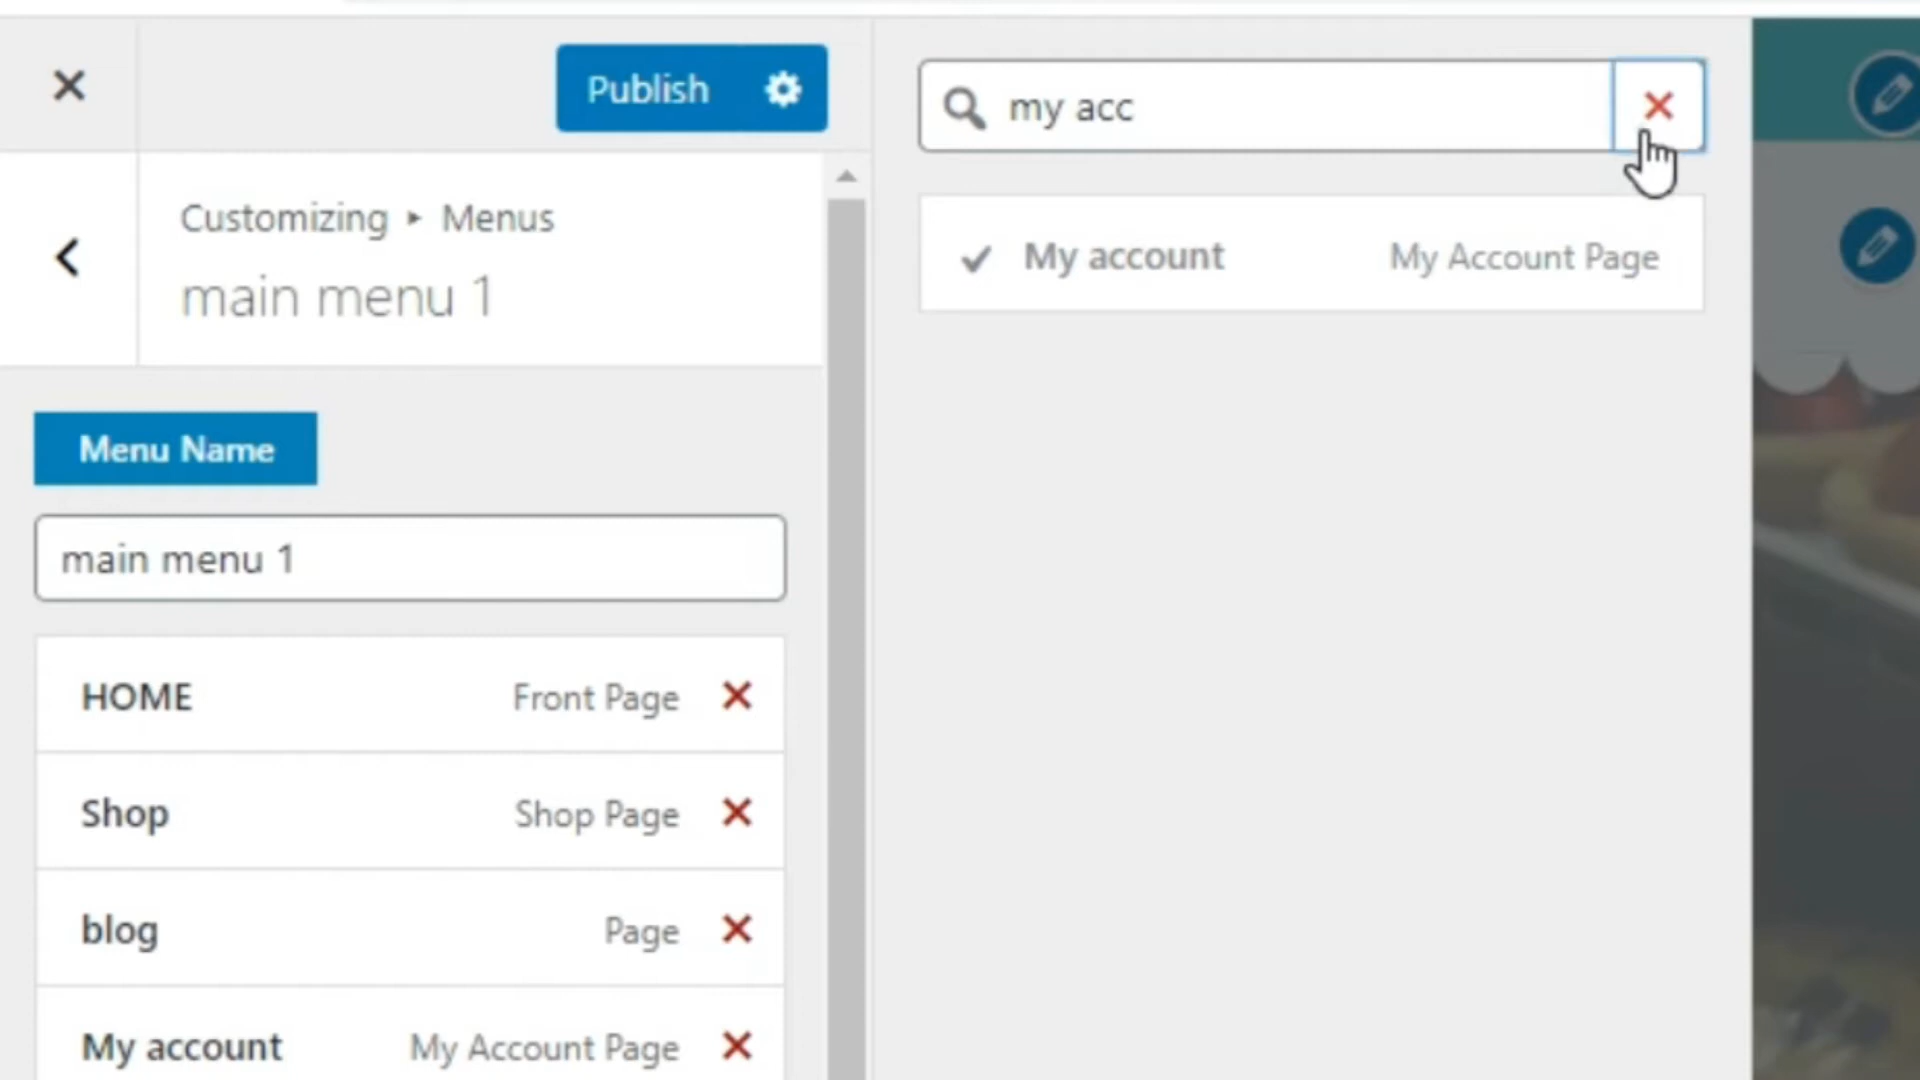 Publish
Customizing ▸ Menus
main menu 1
Menu Name
main menu 1
HOME Front Page
Shop Shop Page
blog Page
My account My Account Page
my acc
My account My Account Page